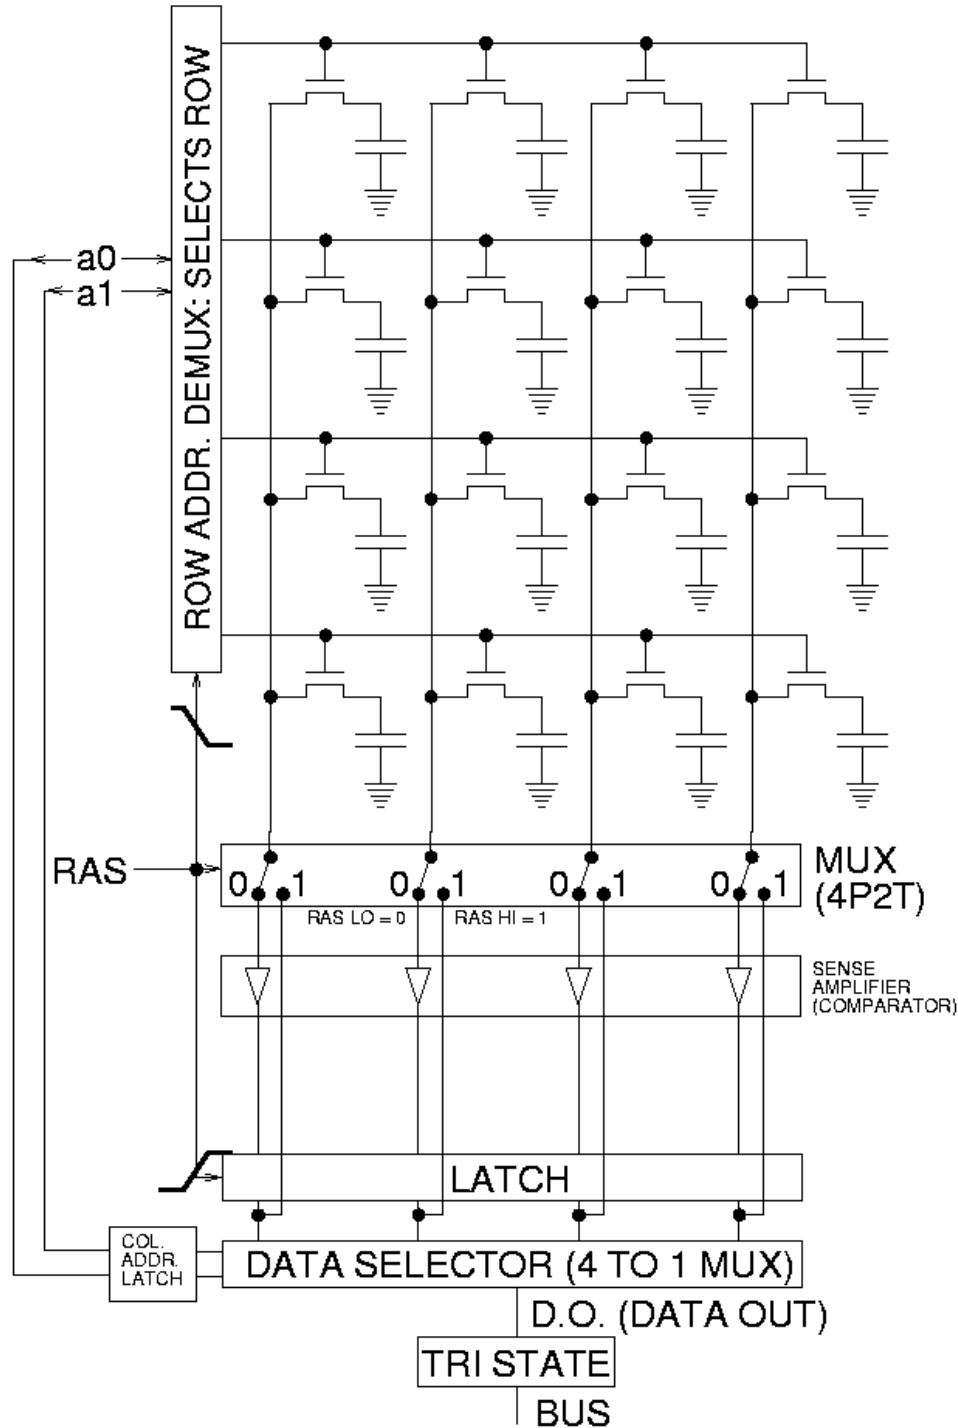 ROW ADDR. DEMUX: SELECTS ROW
a0
a1
RAS
0 1 0 1 0 1 0 1
MUX
(4P2T)
RAS LO = 0 RAS HI = 1
SENSE
AMPLIFIER
(COMPARATOR)
LATCH
COL.
ADDR.
LATCH
DATA SELECTOR (4 TO 1 MUX)
D.O. (DATA OUT)
TRI STATE
BUS